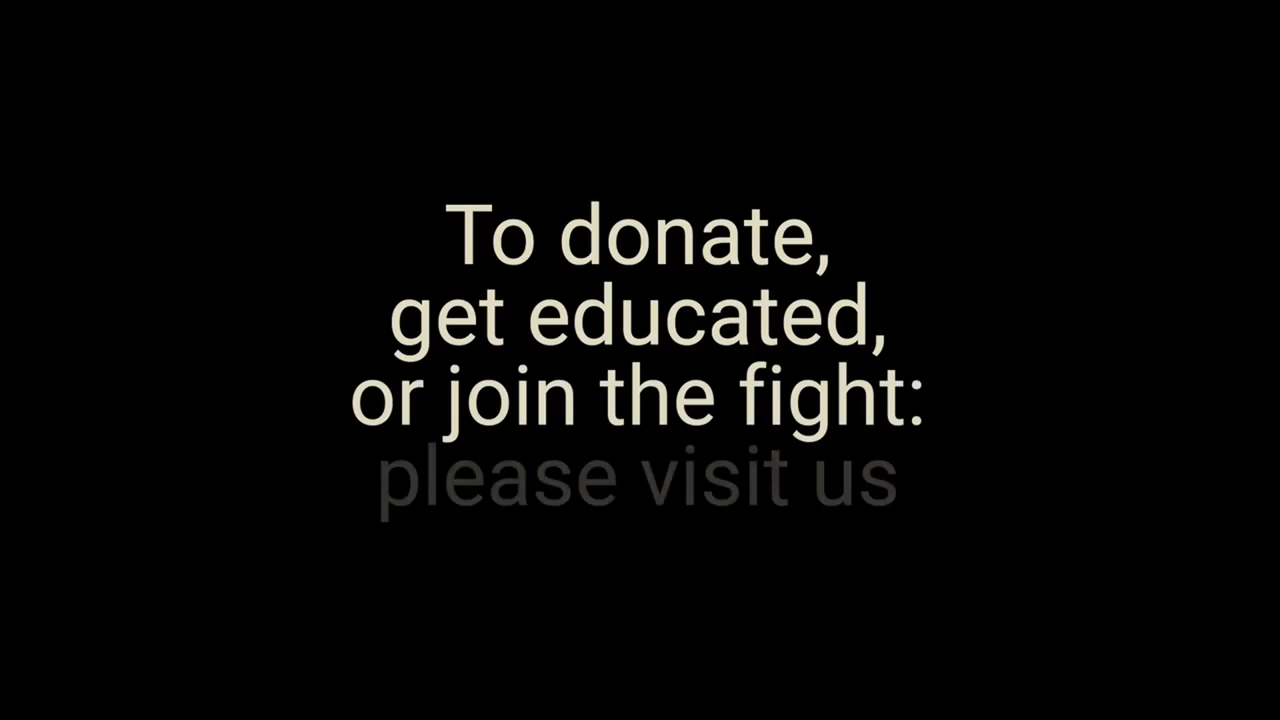 To donate,
get educated,
or join the fight:
please visit us